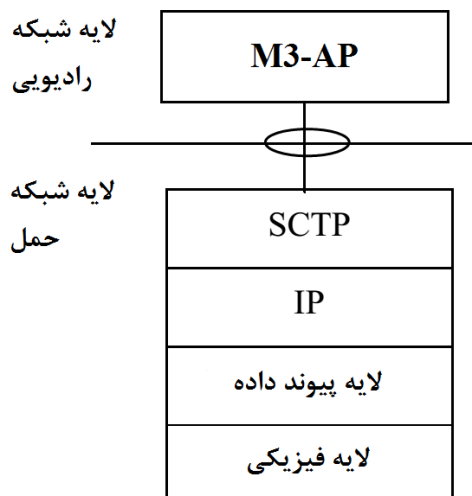 لایه شبکه
رادیویی
M3-AP
لایه شبکه
حمل
SCTP
IP
لایه پیوند داده
لایه فیزیکی